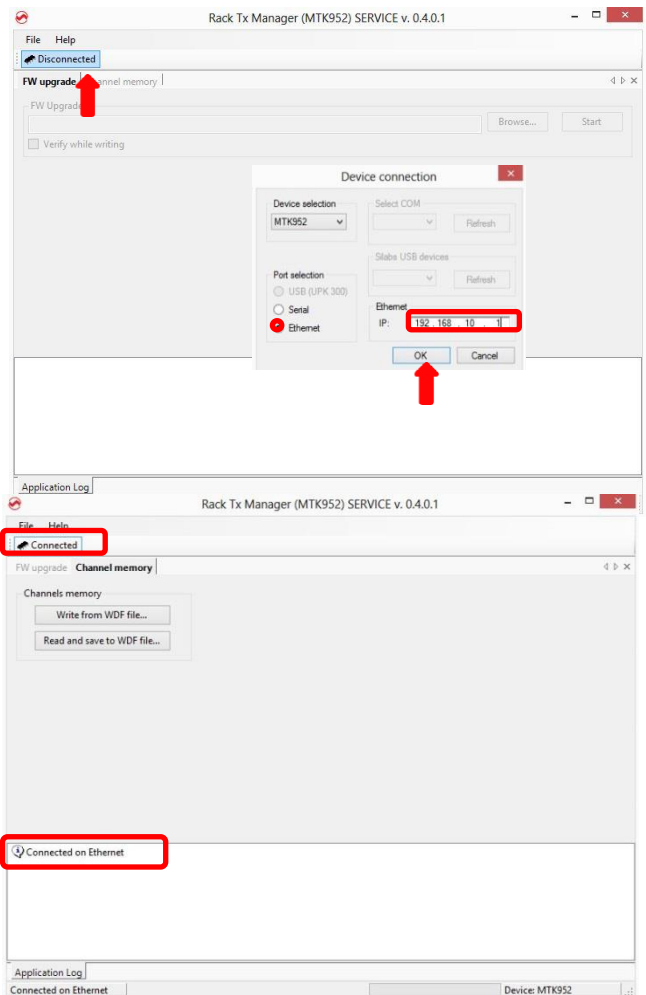 Rack Tx Manager (MTK952) SERVICE v. 0.4.0.1
File Help
Disconnected
FW upgrade memory
FW Upgrade
Browse... Start
Verify while writing
Device connection
Device selection
MTK952
Select COM
Refresh
Silabs USB devices
Refresh
Port selection
USB (UPK 300)
Serial
Ethernet
Ethernet
IP: 192 . 168 . 10 . 1
OK Cancel
Application Log
Rack Tx Manager (MTK952) SERVICE v. 0.4.0.1
File Help
Connected
FW upgrade Channel memory
Channels memory
Write from WDF file...
Read and save to WDF file...
Connected on Ethernet
Application Log
Connected on Ethernet Device: MTK952